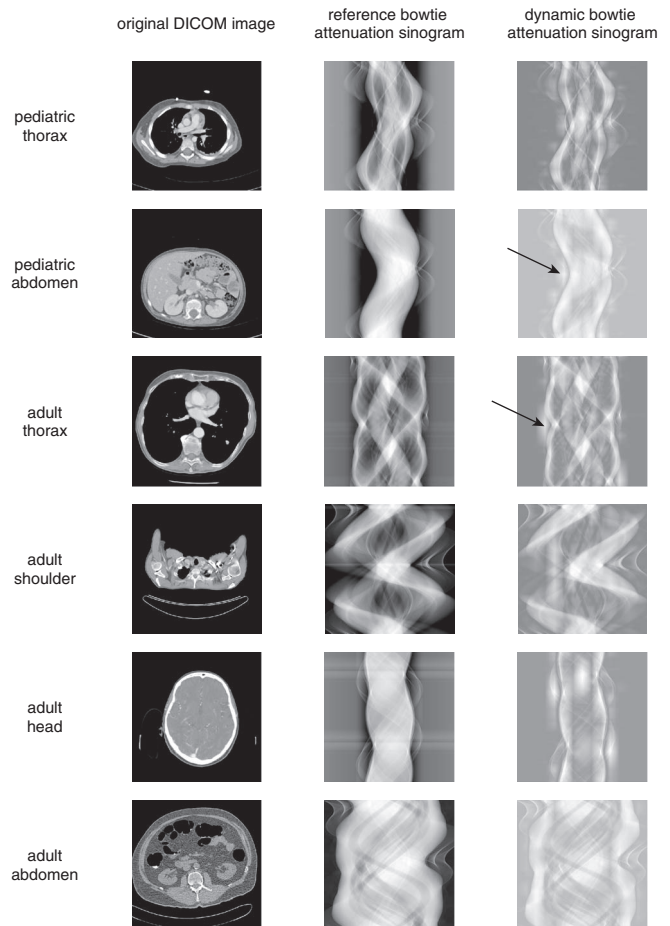 original DICOM image
reference bowtie
attenuation sinogram
dynamic bowtie
attenuation sinogram
pediatric
thorax
pediatric
abdomen
adult
thorax
adult
shoulder
adult
head
adult
abdomen